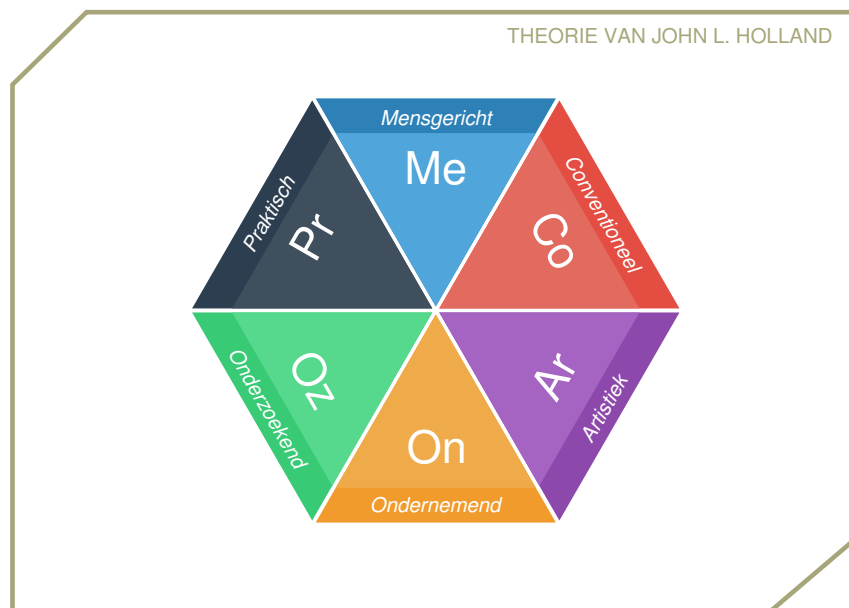 THEORIE VAN JOHN L. HOLLAND
Mensgericht
Me
Conventioneel
Co
Artistiek
Ar
Ondernemend
On
Onderzoekend
Oz
Praktisch
Pr